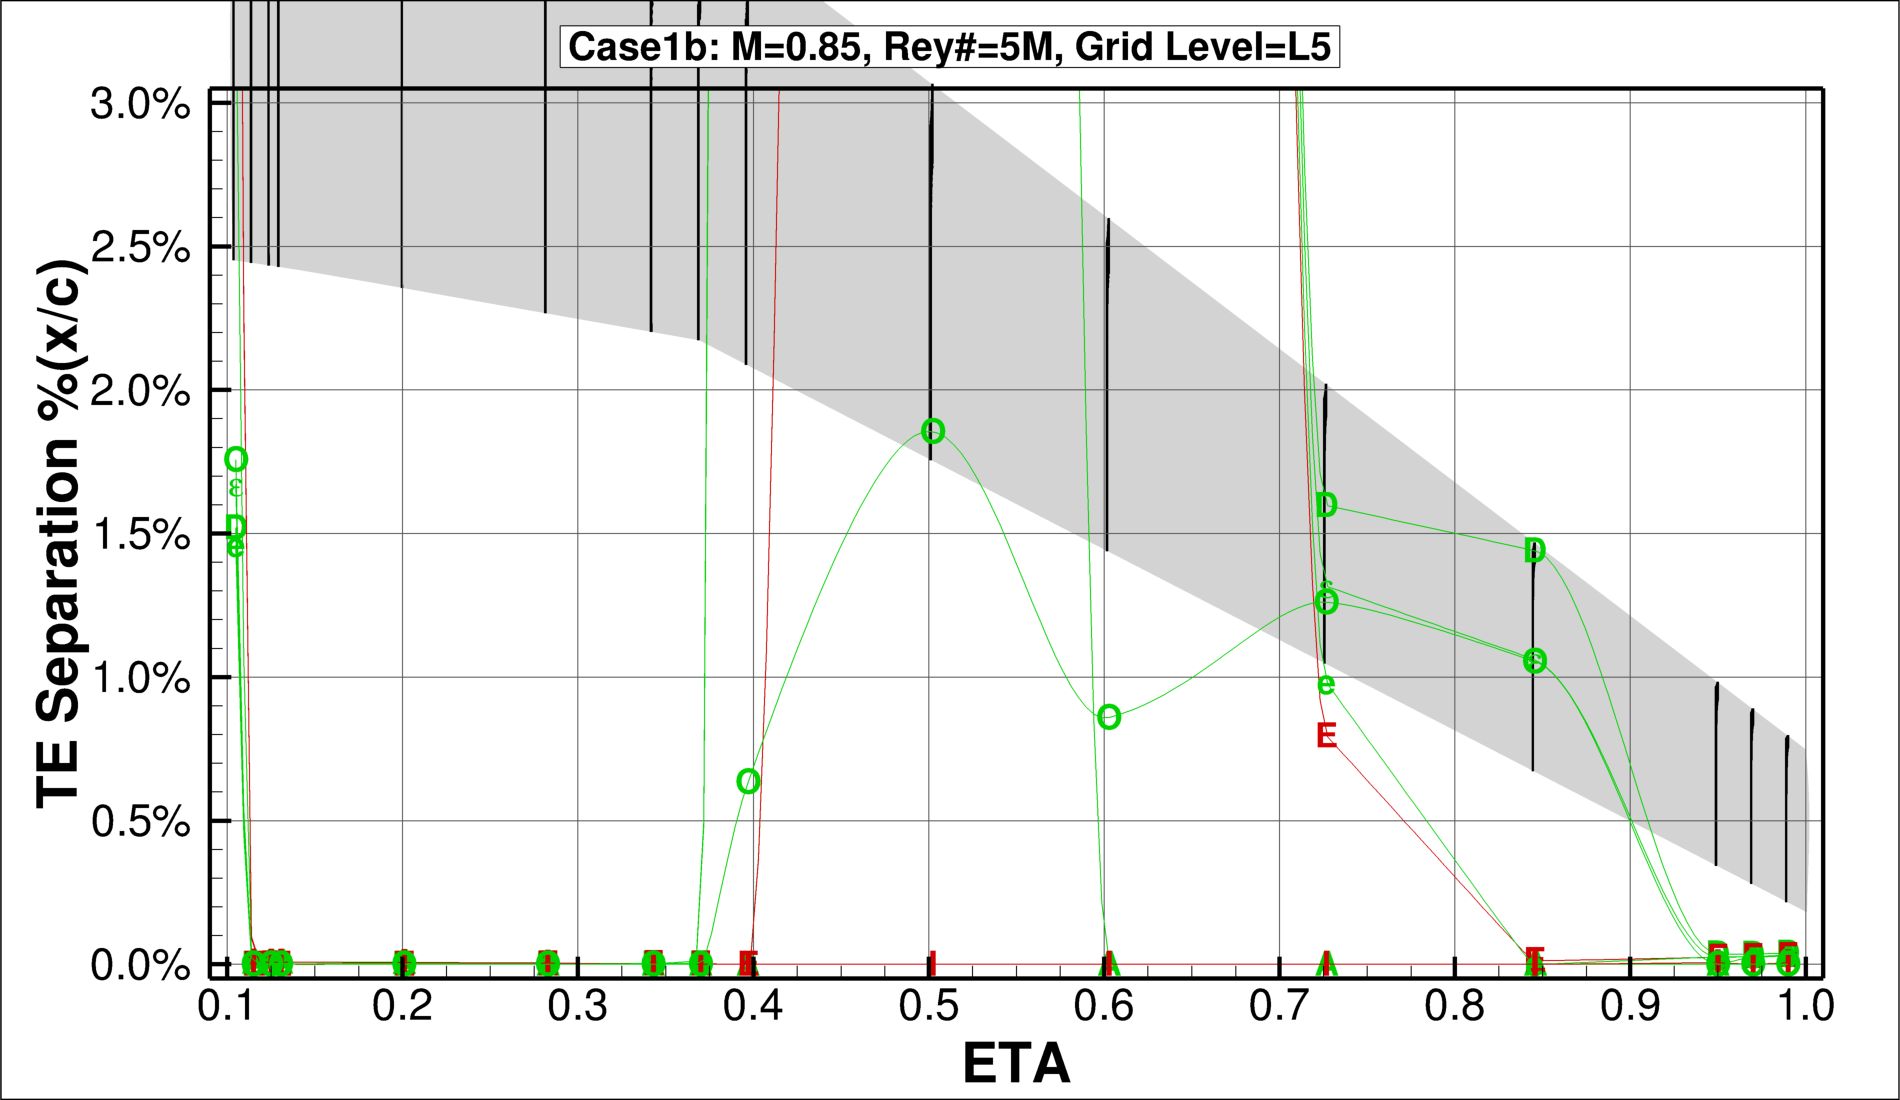 Case1b: M=0.85, Rey#=5M, Grid Level=L5
3.0%
2.5%
2.0%
1.5%
1.0%
0.5%
0.0%
TE Separation %(x/c)
O
ε
D
e
O
O
O
D
ε
O
e
E
D
O
0.1 0.2 0.3 0.4 0.5 0.6 0.7 0.8 0.9 1.0
ETA